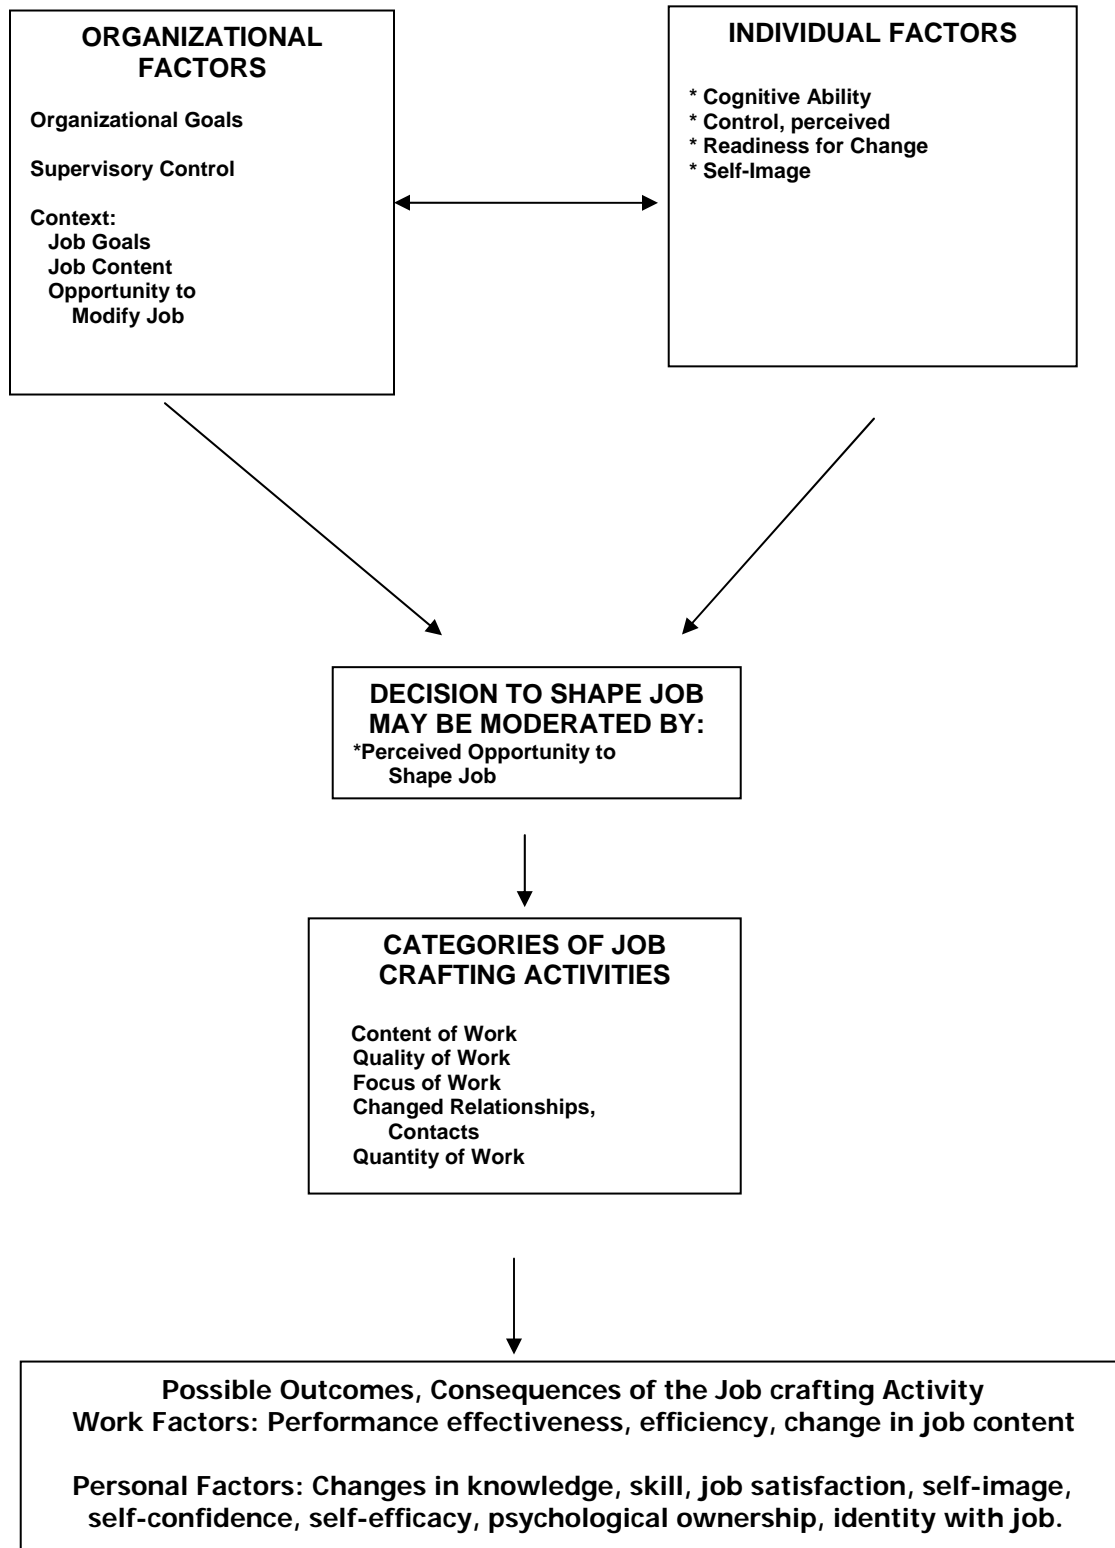 ORGANIZATIONAL
FACTORS
Organizational Goals
Supervisory Control
Context:
Job Goals
Job Content
Opportunity to
Modify Job
INDIVIDUAL FACTORS
* Cognitive Ability
* Control, perceived
* Readiness for Change
* Self-Image
DECISION TO SHAPE JOB
MAY BE MODERATED BY:
*Perceived Opportunity to
Shape Job
CATEGORIES OF JOB
CRAFTING ACTIVITIES
Content of Work
Quality of Work
Focus of Work
Changed Relationships,
Contacts
Quantity of Work
Possible Outcomes, Consequences of the Job crafting Activity
Work Factors: Performance effectiveness, efficiency, change in job content
Personal Factors: Changes in knowledge, skill, job satisfaction, self-image,
self-confidence, self-efficacy, psychological ownership, identity with job.